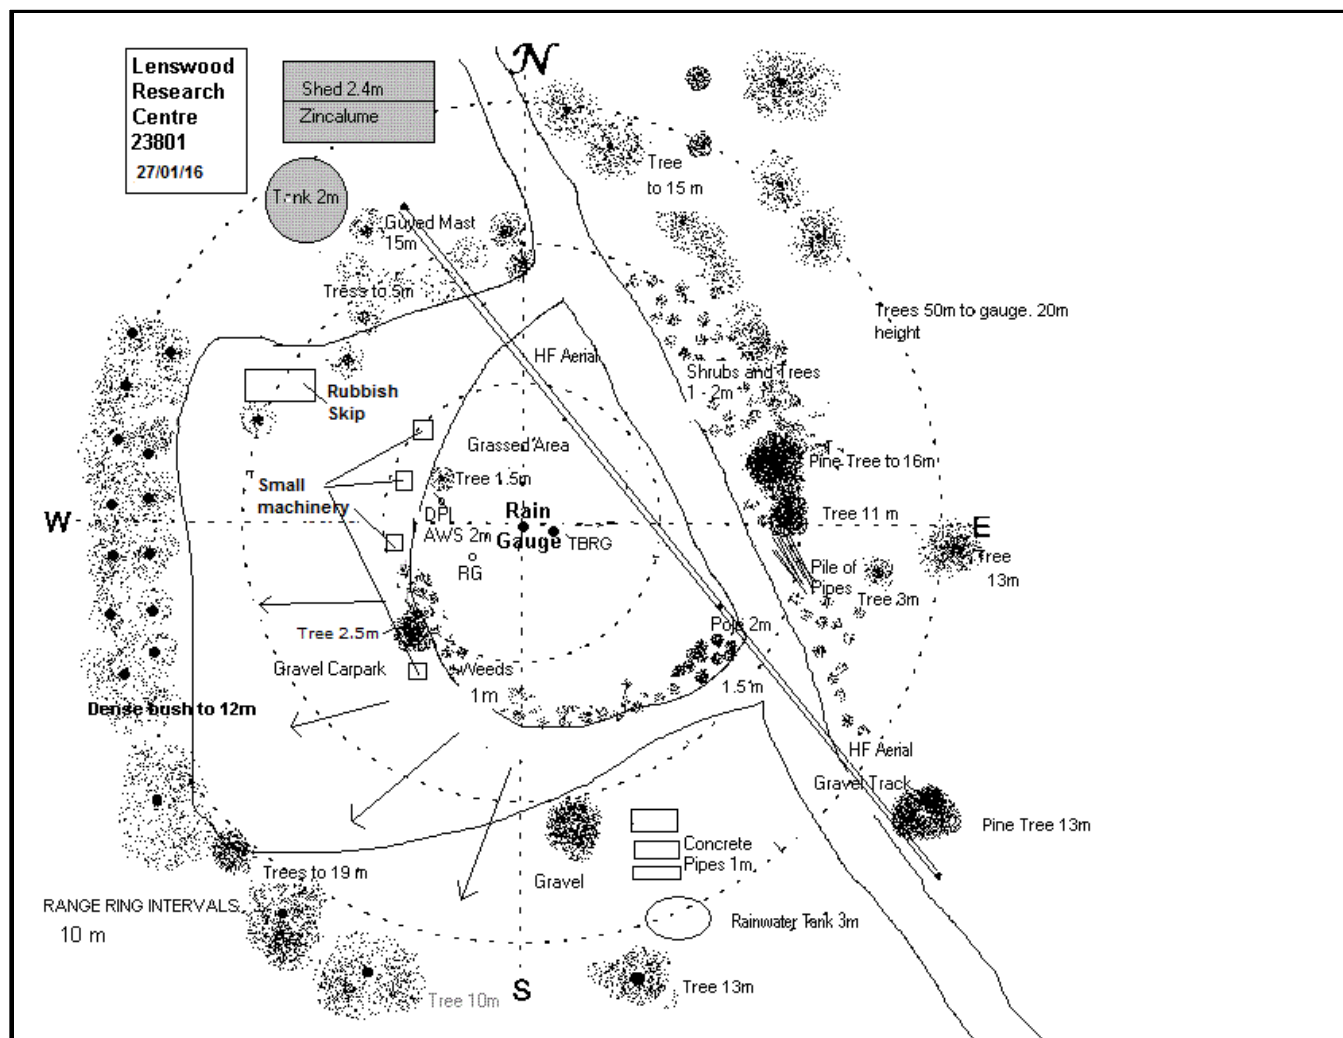 Lenswood
Research
Centre
23801
27/01/16
Shed 2.4m
Zincalume
N
Tank 2m
Guyed Mast
15m
Tree
to 15 m
Tress to 5m
Trees 50m to gauge. 20m
height
HF Aerial
Shrubs and Trees
1 - 2m
Rubbish
Skip
Grassed Area
Pine Tree to 16m
Small
machinery
Tree 1.5m
DPI
AWS 2m
Rain
Gauge
TBRG
RG
W
Tree 11 m
E
Tree
13m
Pile of
Pipes
Tree 3m
Tree 2.5m
Pole 2m
Gravel Carpark
Weeds
1m
1.5 m
Dense bush to 12m
HF Aerial
Gravel Track
Pine Tree 13m
Concrete
Pipes 1m
Trees to 19 m
Gravel
RANGE RING INTERVALS
10 m
Rainwater Tank 3m
Tree 10m
S
Tree 13m